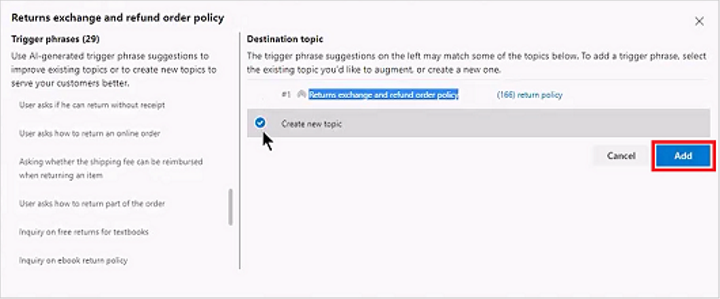 Returns exchange and refund order policy
Trigger phrases (29)
Use AI-generated trigger phrase suggestions to
improve existing topics or to create new topics to
serve your customers better.
User asks if he can return without receipt
User asks how to return an online order
Asking whether the shipping fee can be reimbursed
when returning an item
User asks how to return part of the order
Inquiry on free returns for textbooks
Inquiry on ebook return policy
Destination topic
The trigger phrase suggestions on the left may match some of the topics below. To add a trigger phrase, select
the existing topic you'd like to augment, or create a new one.
#1 Returns exchange and refund order policy (166) return policy
Create new topic
Cancel Add